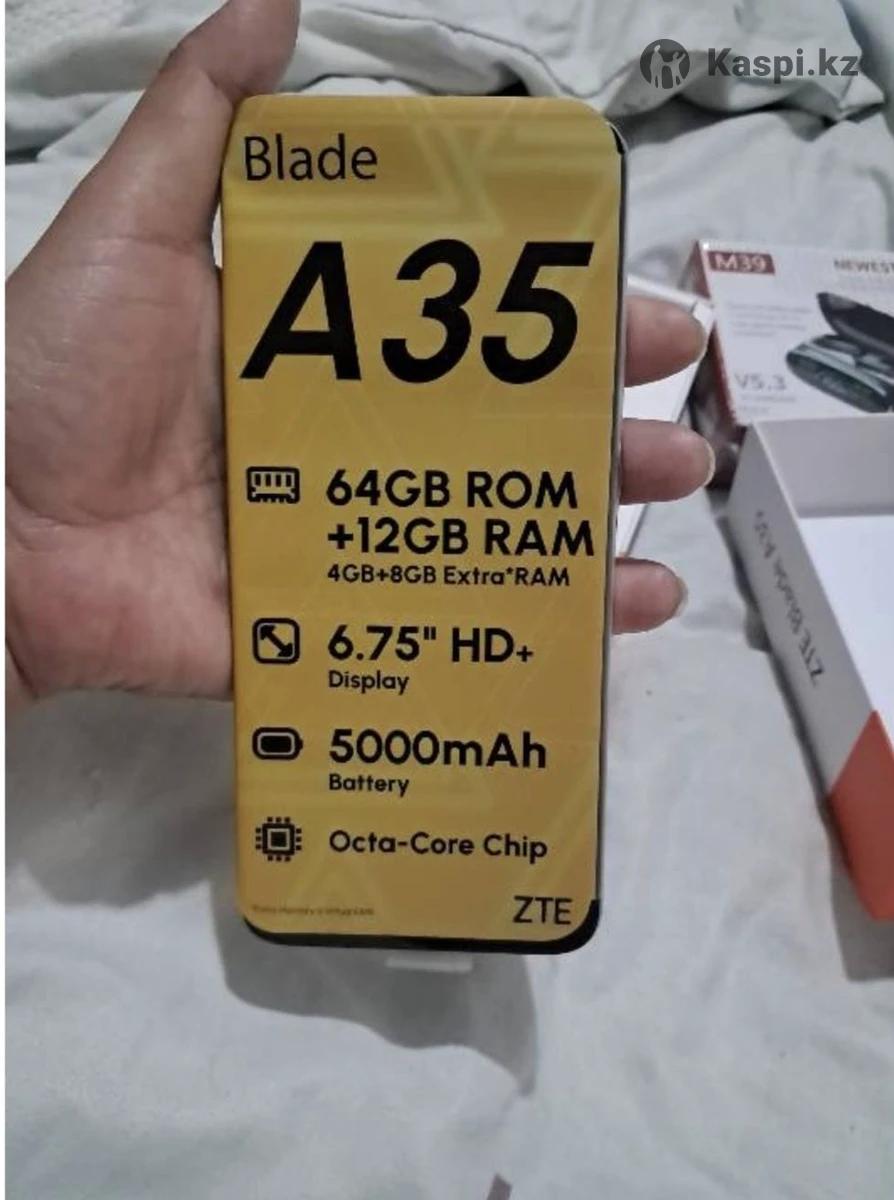 Kaspi.kz
Blade
A35
64GB ROM
+12GB RAM
4GB+8GB Extra*RAM
6.75" HD+
Display
5000mAh
Battery
Octa-Core Chip
ZTE
M39
NEWEST
V5.3
ZTE Blade A35